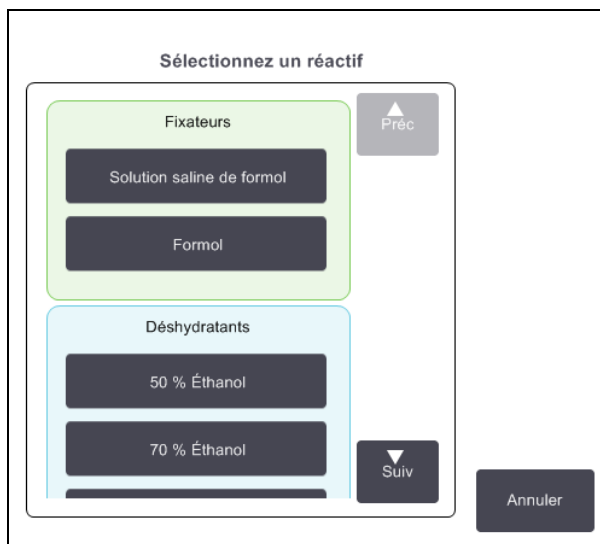 Sélectionnez un réactif
Fixateurs
Préc
Solution saline de formol
Formol
Déshydratants
50 % Éthanol
70 % Éthanol
Suiv
Annuler